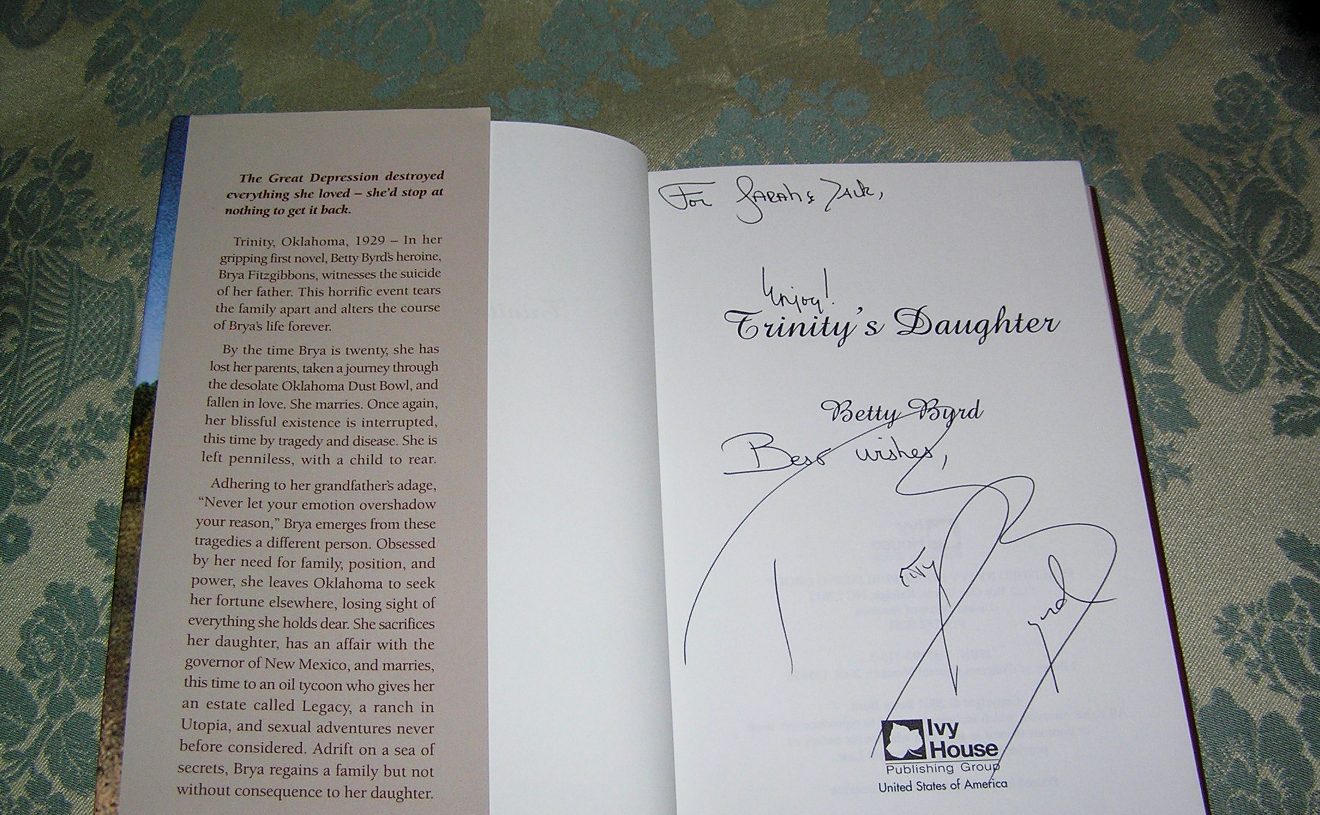 The Great Depression destroyed
everything she loved – she'd stop at
nothing to get it back.
Trinity, Oklahoma, 1929 – In her
gripping first novel, Betty Byrd's heroine,
Brya Fitzgibbons, witnesses the suicide
of her father. This horrific event tears
the family apart and alters the course
of Brya's life forever.
By the time Brya is twenty, she has
lost her parents, taken a journey through
the desolate Oklahoma Dust Bowl, and
fallen in love. She marries. Once again,
her blissful existence is interrupted,
this time by tragedy and disease. She is
left penniless, with a child to rear.
Adhering to her grandfather's adage,
“Never let your emotion overshadow
your reason,” Brya emerges from these
tragedies a different person. Obsessed
by her need for family, position, and
power, she leaves Oklahoma to seek
her fortune elsewhere, losing sight of
everything she holds dear. She sacrifices
her daughter, has an affair with the
governor of New Mexico, and marries,
this time to an oil tycoon who gives her
an estate called Legacy, a ranch in
Utopia, and sexual adventures never
before considered. Adrift on a sea of
secrets, Brya regains a family but not
without consequence to her daughter.
For Sarah & Zack,
Enjoy!
Trinity's Daughter
Betty Byrd
Best wishes,
Betty Byrd
Ivy
House
Publishing Group
United States of America